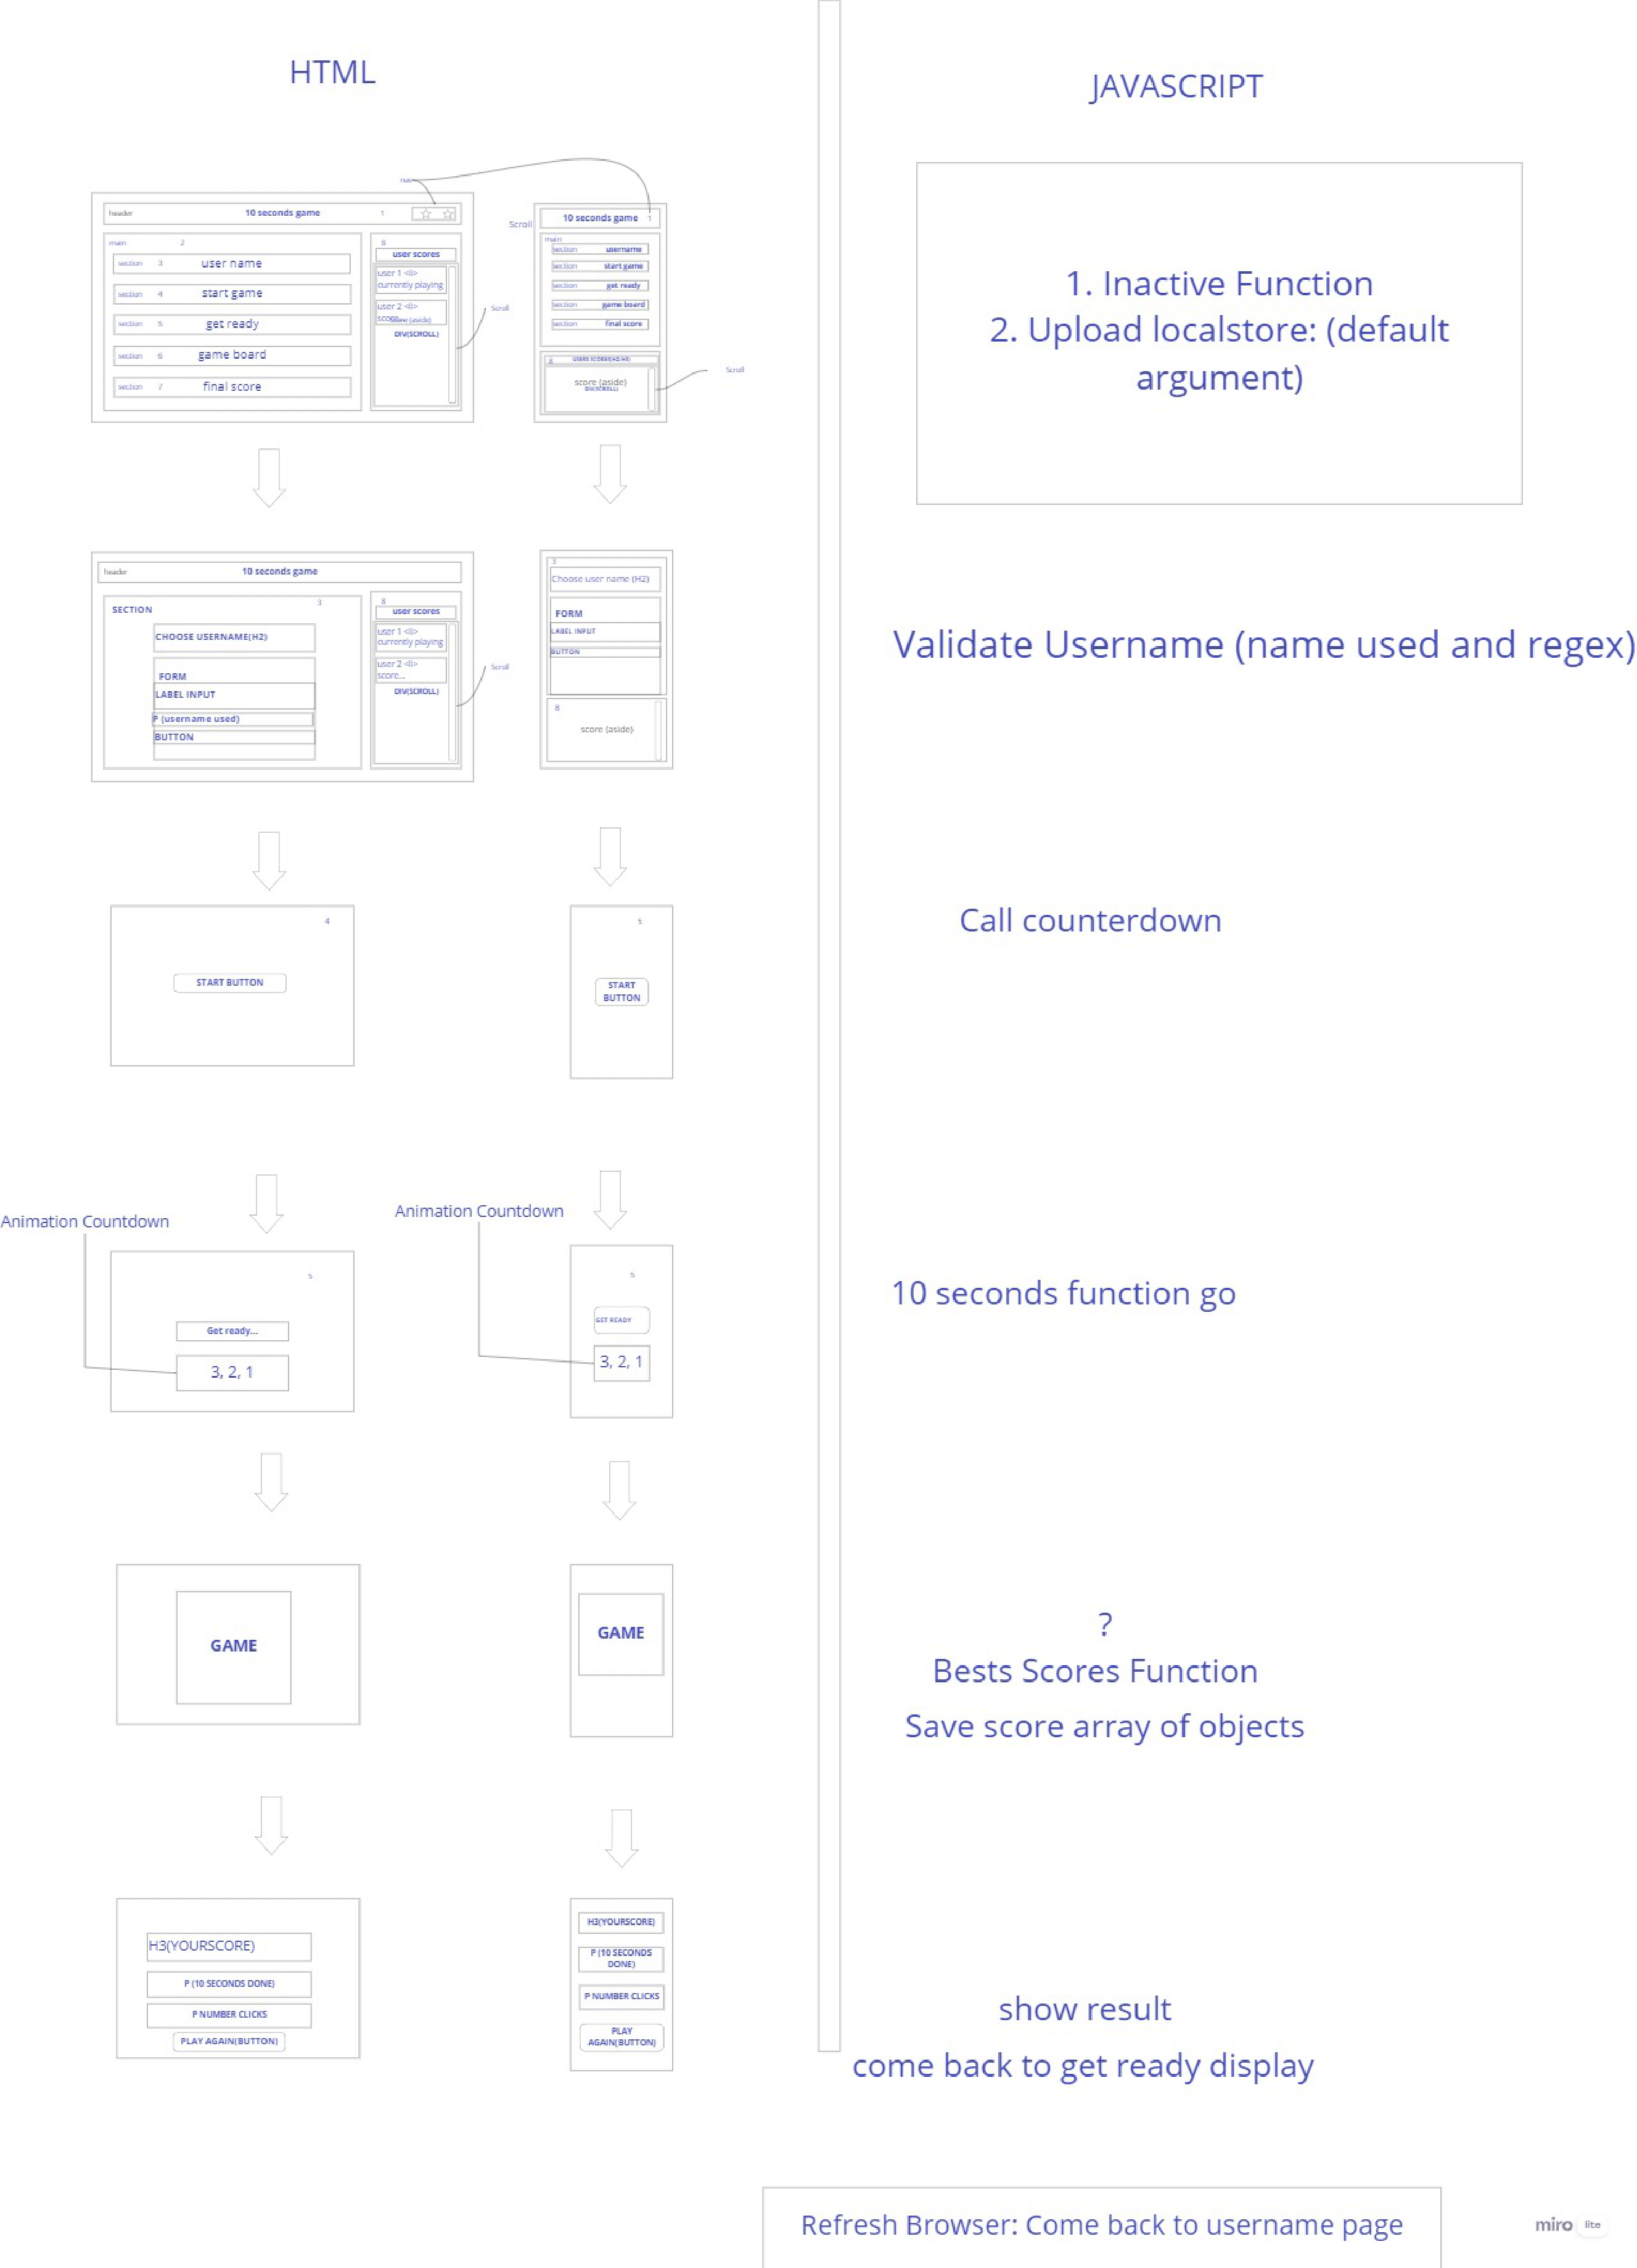 HTML
JAVASCRIPT
nav
header 10 seconds game 1
main 2
section 3 user name
section 4 start game
section 5 get ready
section 6 game board
section 7 final score
8
user scores
user 1 <li>
currently playing
user 2 <li>
score...
score (aside)
DIV(SCROLL)
Scroll
Scroll
10 seconds game 1
main
section username
section start game
section get ready
section game board
section final score
8 USERS SCORES(H2/H3)
score (aside)
DIV(SCROLL)
Scroll
1. Inactive Function
2. Upload localstore: (default
argument)
header 10 seconds game
SECTION 3
CHOOSE USERNAME(H2)
FORM
LABEL INPUT
P (username used)
BUTTON
8
user scores
user 1 <li>
currently playing
user 2 <li>
score...
DIV(SCROLL)
Scroll
3
Choose user name (H2)
FORM
LABEL INPUT
BUTTON
8
score (aside)
Validate Username (name used and regex)
4
START BUTTON
5
START
BUTTON
Call counterdown
Animation Countdown
5
Get ready...
3, 2, 1
Animation Countdown
5
GET READY
3, 2, 1
10 seconds function go
GAME
GAME
?
Bests Scores Function
Save score array of objects
H3(YOURSCORE)
P (10 SECONDS DONE)
P NUMBER CLICKS
PLAY AGAIN(BUTTON)
H3(YOURSCORE)
P (10 SECONDS
DONE)
P NUMBER CLICKS
PLAY
AGAIN(BUTTON)
show result
come back to get ready display
Refresh Browser: Come back to username page
miro lite